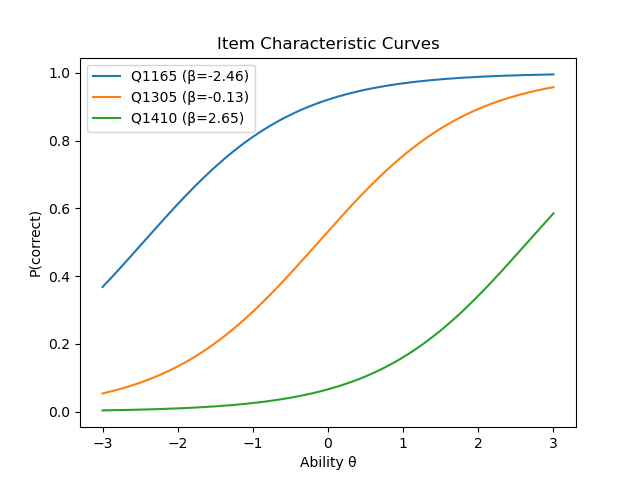 Item Characteristic Curves
Q1165 (β=-2.46)
Q1305 (β=-0.13)
Q1410 (β=2.65)
P(correct)
1.0
0.8
0.6
0.4
0.2
0.0
−3 −2 −1 0 1 2 3
Ability θ